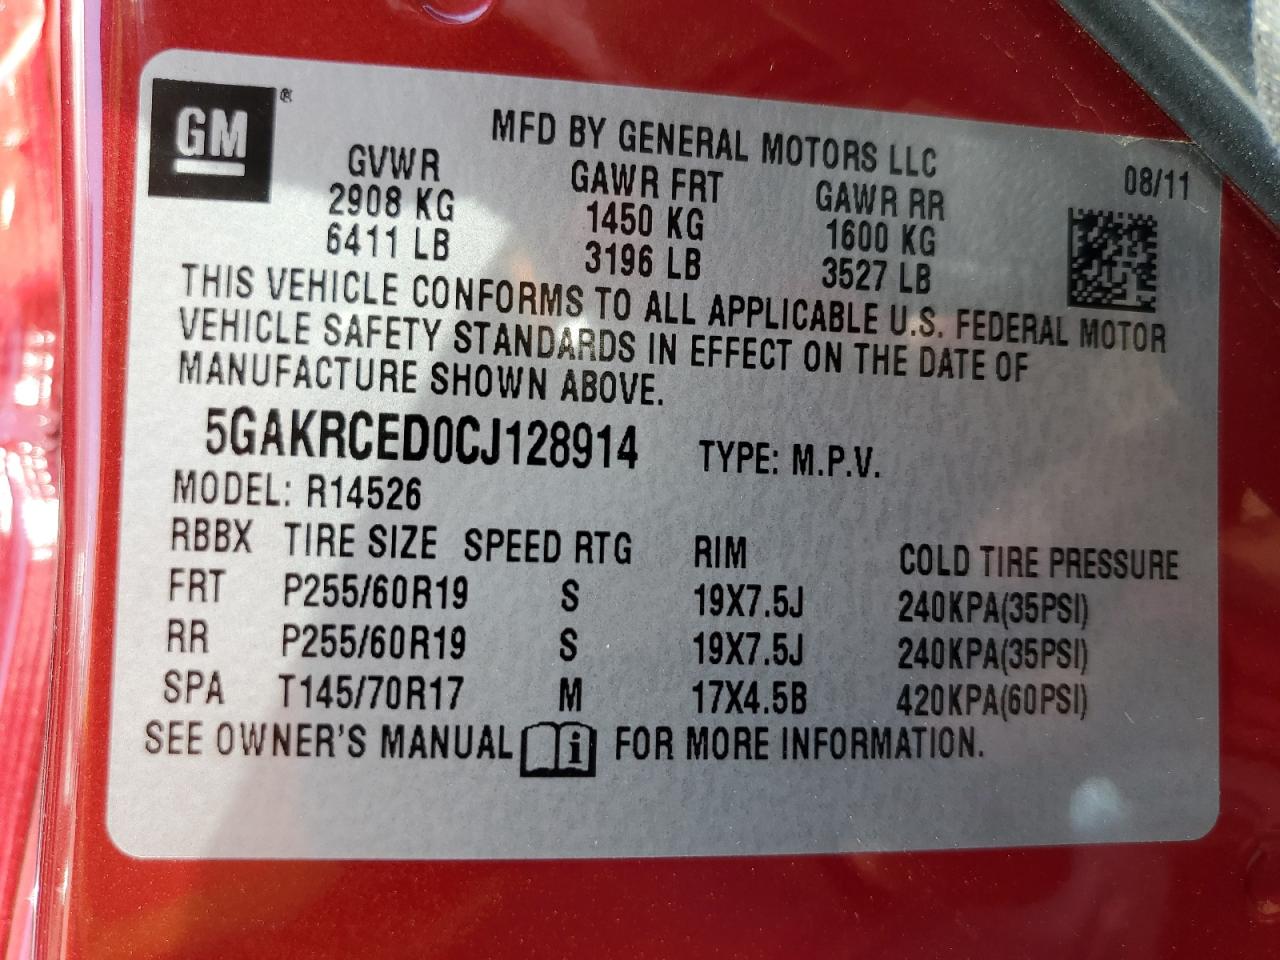 GM ®
MFD BY GENERAL MOTORS LLC
08/11
GVWR GAWR FRT GAWR RR
2908 KG 1450 KG 1600 KG
6411 LB 3196 LB 3527 LB
THIS VEHICLE CONFORMS TO ALL APPLICABLE U.S. FEDERAL MOTOR
VEHICLE SAFETY STANDARDS IN EFFECT ON THE DATE OF
MANUFACTURE SHOWN ABOVE.
5GAKRCED0CJ128914 TYPE: M.P.V.
MODEL: R14526
RBBX TIRE SIZE SPEED RTG RIM COLD TIRE PRESSURE
FRT P255/60R19 S 19X7.5J 240KPA(35PSI)
RR P255/60R19 S 19X7.5J 240KPA(35PSI)
SPA T145/70R17 M 17X4.5B 420KPA(60PSI)
SEE OWNER'S MANUAL i FOR MORE INFORMATION.